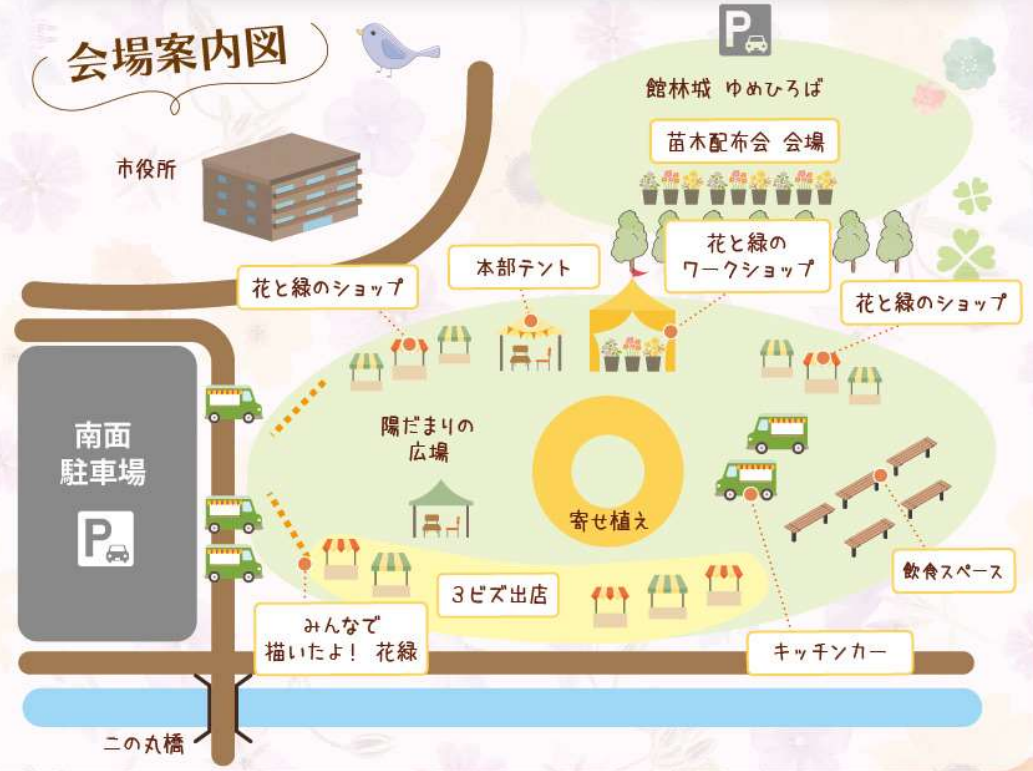 会場案内図
P
館林城 ゆめひろば
苗木配布会 会場
市役所
花と緑の
ワークショップ
本部テント
花と緑のショップ
花と緑のショップ
陽だまりの
広場
南面
駐車場
P
寄せ植え
飲食スペース
3ビズ出店
みんなで
描いたよ! 花緑
キッチンカー
二の丸橋